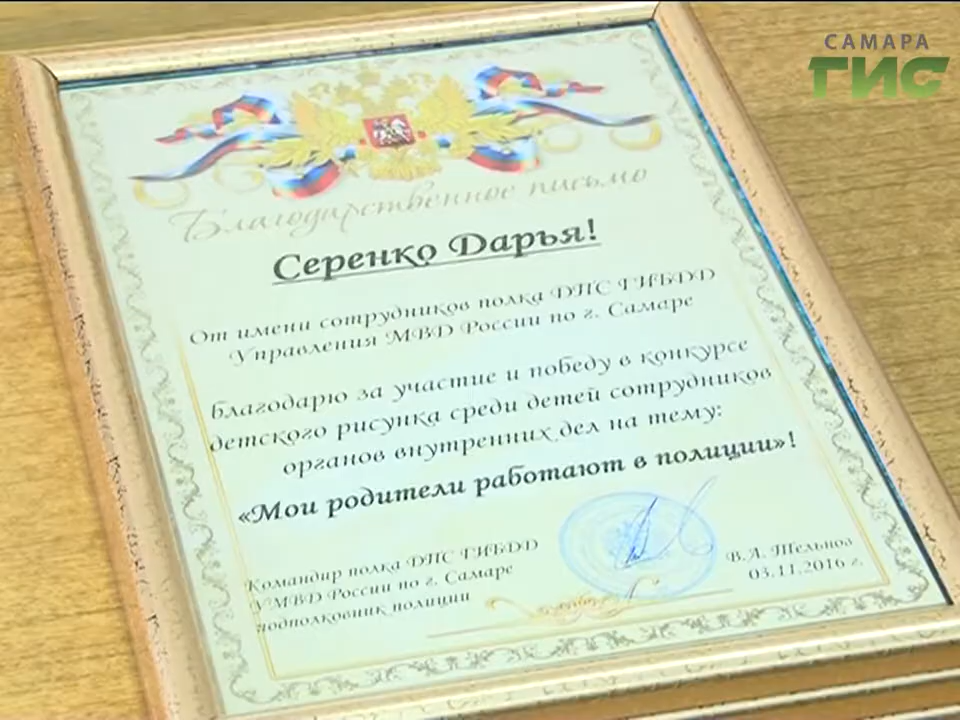 САМАРА
ГИС
Благодарственное письмо
Серенко Дарья!
От имени сотрудников полка ДПС ГИБДД
Управления МВД России по г. Самаре
Благодарю за участие и победу в конкурсе
детского рисунка среди детей сотрудников
органов внутренних дел на тему:
«Мои родители работают в полиции»!
Командир полка ДПС ГИБДД
УМВД России по г. Самаре
подполковник полиции
В.А. Тельнов
03.11.2016 г.